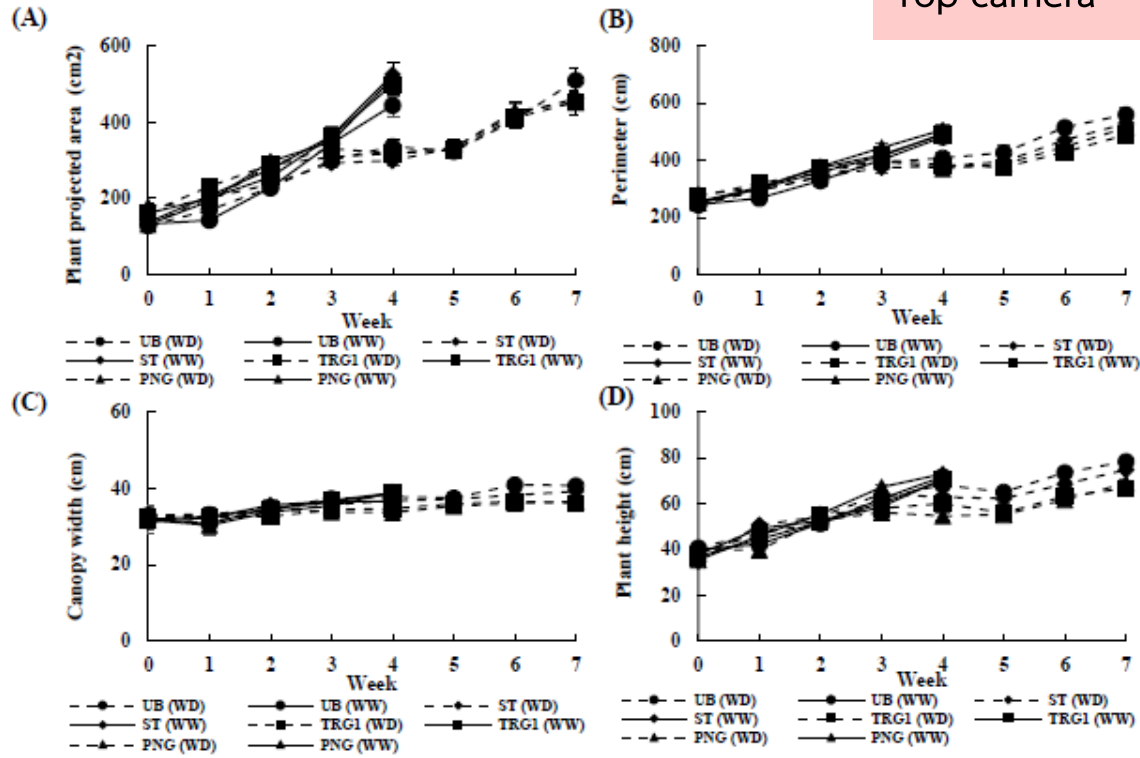 Top camera
(A)
Plant projected area (cm2)
600
400
200
0
0 1 2 3 4 5 6 7
Week
UB (WD) UB (WW) ST (WD)
ST (WW) TRG1 (WD) TRG1 (WW)
PNG (WD) PNG (WW)
(B)
Perimeter (cm)
800
600
400
200
0
0 1 2 3 4 5 6 7
Week
UB (WD) UB (WW) ST (WD)
ST (WW) TRG1 (WD) TRG1 (WW)
PNG (WD) PNG (WW)
(C)
Canopy width (cm)
60
40
20
0
0 1 2 3 4 5 6 7
Week
UB (WD) UB (WW) ST (WD)
ST (WW) TRG1 (WD) TRG1 (WW)
PNG (WD) PNG (WW)
(D)
Plant height (cm)
100
80
60
40
20
0
0 1 2 3 4 5 6 7
Week
UB (WD) UB (WW) ST (WD)
ST (WW) TRG1 (WD) TRG1 (WW)
PNG (WD) PNG (WW)